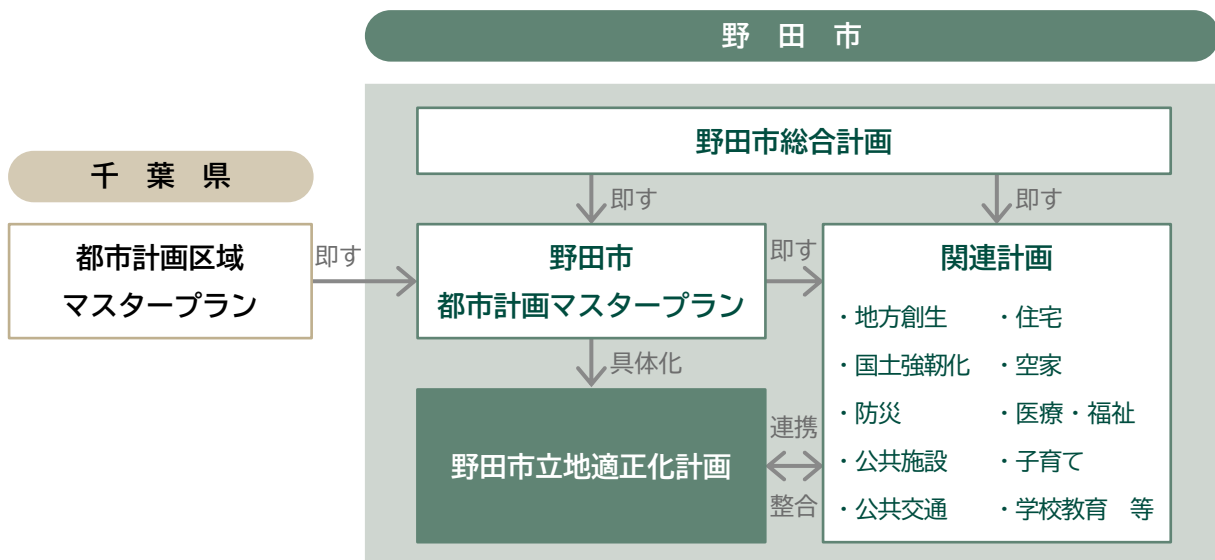 野 田 市
野田市総合計画
千 葉 県
即す
即す
都市計画区域
マスタープラン
即す
野田市
都市計画マスタープラン
即す
関連計画
・地方創生
・住宅
・国土強靱化
・空家
・防災
・医療・福祉
・公共施設
・子育て
・公共交通
・学校教育 等
具体化
野田市立地適正化計画
連携
整合